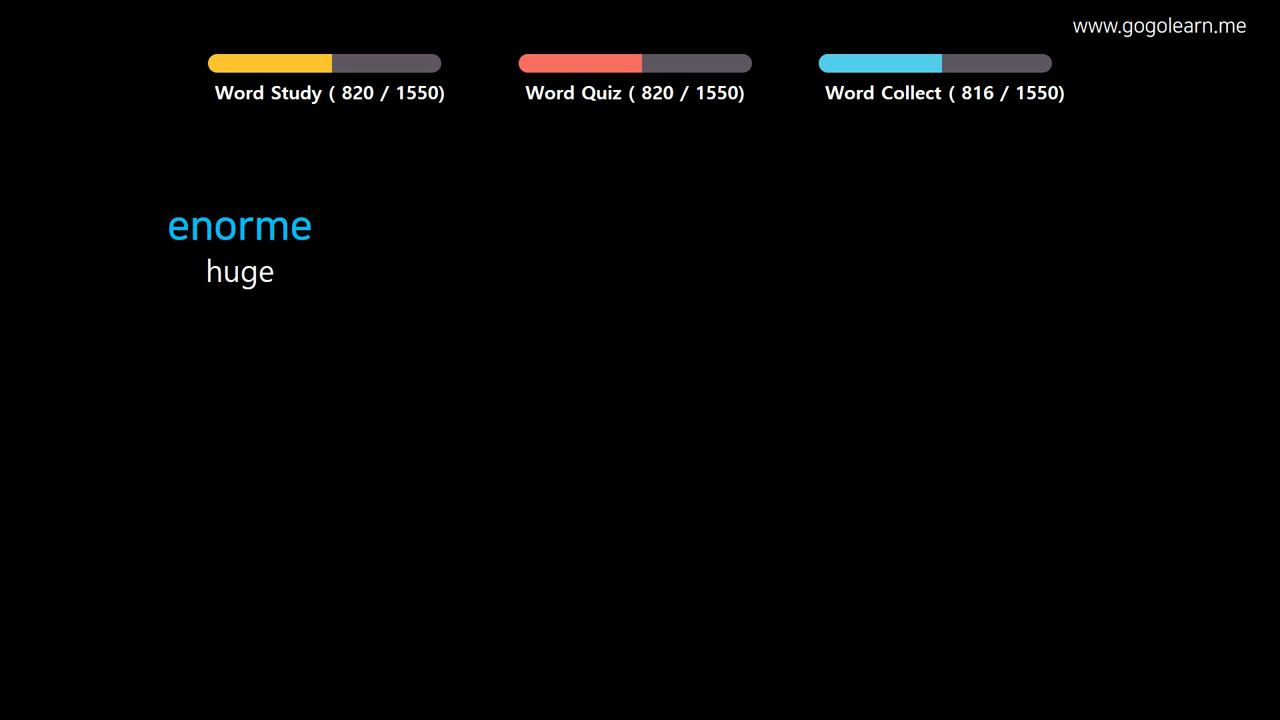 www.gogolearn.me
Word Study ( 820 / 1550)
Word Quiz ( 820 / 1550)
Word Collect ( 816 / 1550)
enorme
huge